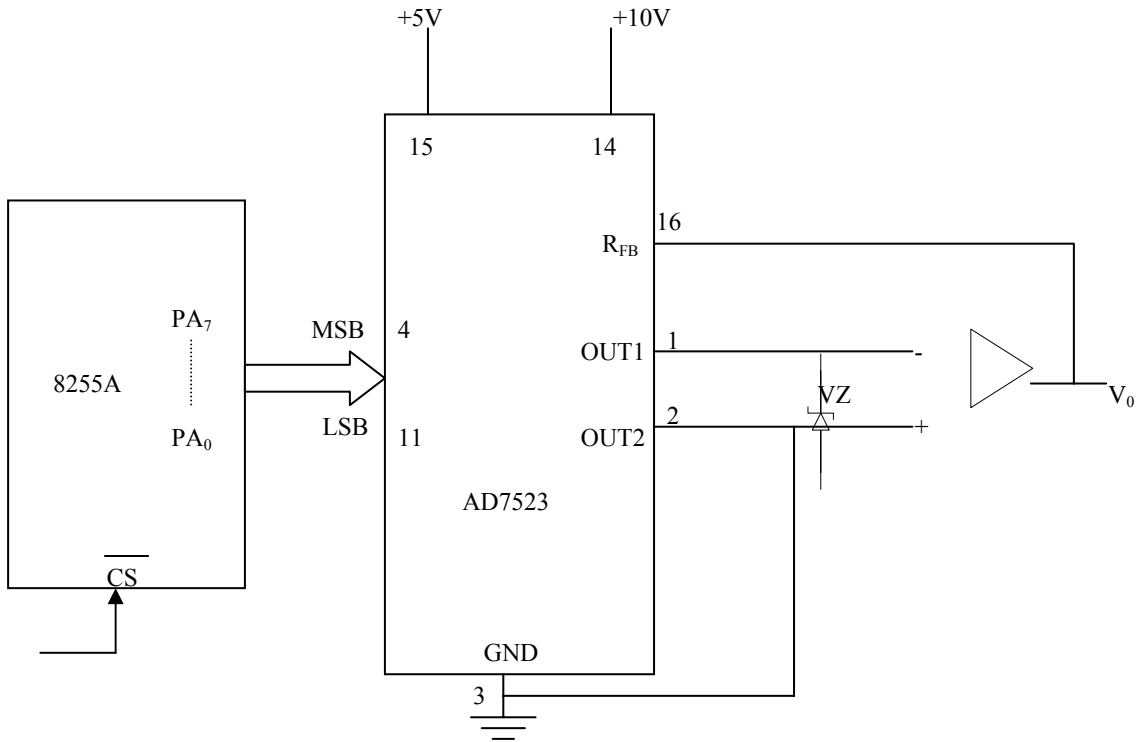 +5V
+10V
15
14
16
R_FB
PA₇
MSB
4
OUT1
1
-
8255A
VZ
V₀
LSB
2
PA₀
11
OUT2
+
AD7523
CS
GND
3